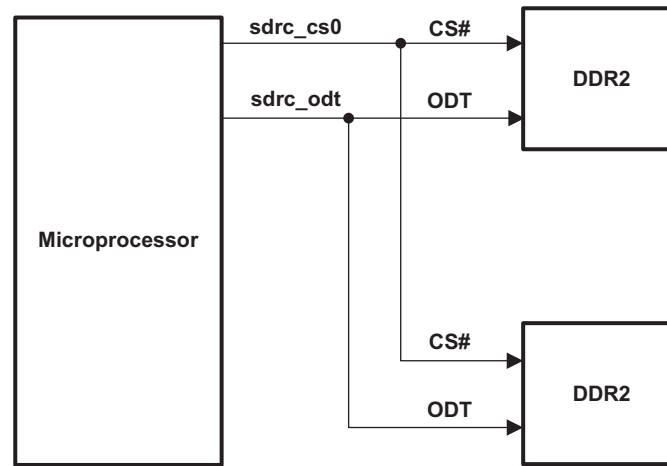 sdrc_cs0 CS#
DDR2
sdrc_odt ODT
Microprocessor
CS#
DDR2
ODT